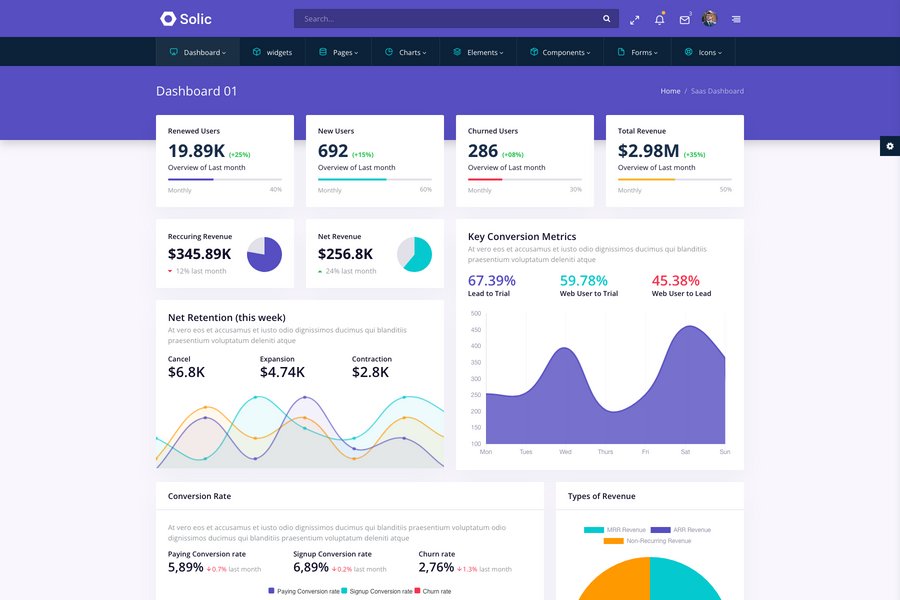 Solic
Search...
3
Dashboard
widgets
Pages
Charts
Elements
Components
Forms
Icons
Dashboard 01
Home / Saas Dashboard
Renewed Users
19.89K (+25%)
Overview of Last month
Monthly 40%
New Users
692 (+15%)
Overview of Last month
Monthly 60%
Churned Users
286 (+08%)
Overview of Last month
Monthly 30%
Total Revenue
$2.98M (+35%)
Overview of Last month
Monthly 50%
Reccuring Revenue
$345.89K
12% last month
Net Revenue
$256.8K
24% last month
Key Conversion Metrics
At vero eos et accusamus et iusto odio dignissimos ducimus qui blanditiis
praesentium voluptatum deleniti atque
67.39%
Lead to Trial
59.78%
Web User to Trial
45.38%
Web User to Lead
500
450
400
350
300
250
200
150
100
Mon Tues Wed Thurs Fri Sat Sun
Net Retention (this week)
At vero eos et accusamus et iusto odio dignissimos ducimus qui blanditiis
praesentium voluptatum deleniti atque
Cancel
$6.8K
Expansion
$4.74K
Contraction
$2.8K
Conversion Rate
At vero eos et accusamus et iusto odio dignissimos ducimus qui blanditiis praesentium voluptatum odio
dignissimos ducimus qui blanditiis praesentium voluptatum deleniti atque
Paying Conversion rate
5,89% 0.7% last month
Signup Conversion rate
6,89% 0.2% last month
Churn rate
2,76% 1.3% last month
Paying Conversion rate Signup Conversion rate Churn rate
Types of Revenue
MRR Revenue ARR Revenue
Non-Recurring Revenue